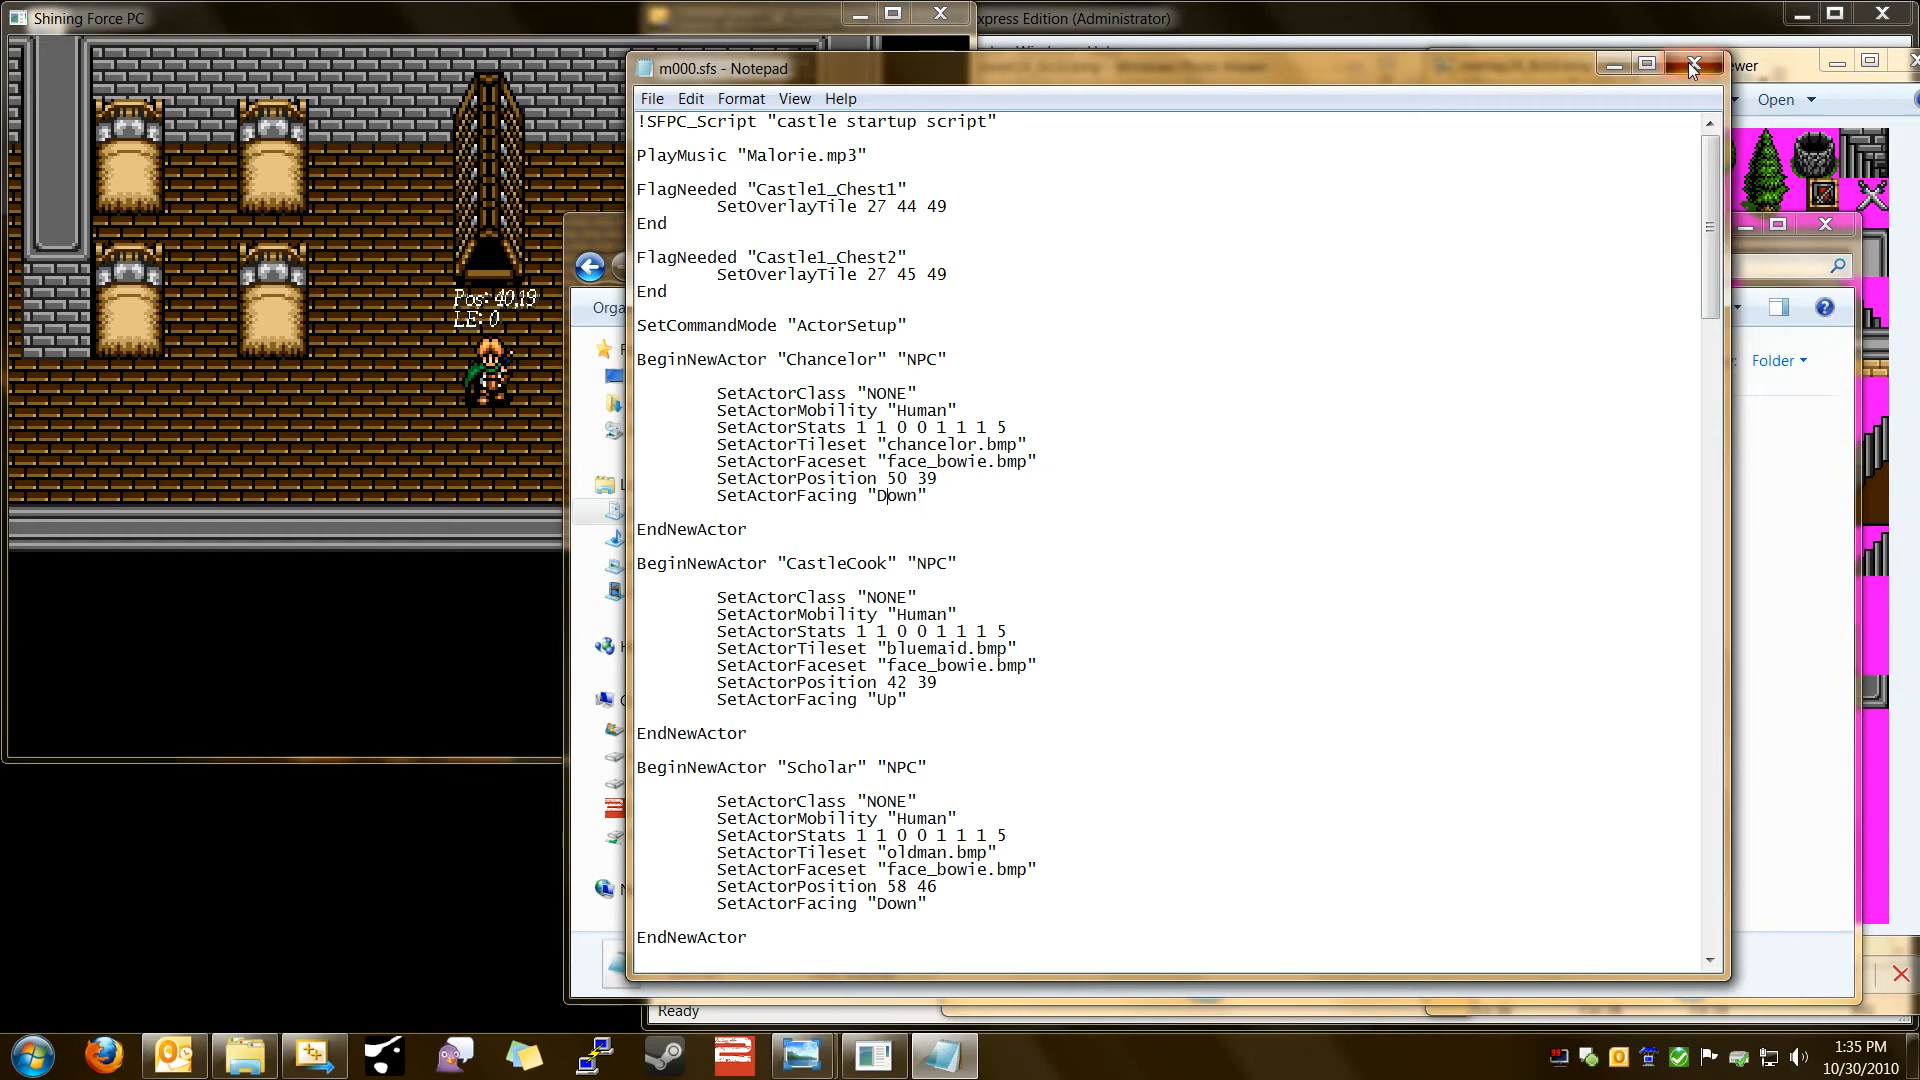 Shining Force PC
xpress Edition (Administrator)
m000.sfs - Notepad
ewer
File Edit Format View Help
Open
!SFPC_Script "castle startup script"
PlayMusic "Malorie.mp3"
FlagNeeded "Castle1_Chest1"
SetOverlayTile 27 44 49
End
FlagNeeded "Castle1_Chest2"
SetOverlayTile 27 45 49
End
SetCommandMode "ActorSetup"
BeginNewActor "Chancelor" "NPC"
SetActorClass "NONE"
SetActorMobility "Human"
SetActorStats 1 1 0 0 1 1 1 5
SetActorTileset "chancelor.bmp"
SetActorFaceset "face_bowie.bmp"
SetActorPosition 50 39
SetActorFacing "Down"
EndNewActor
BeginNewActor "CastleCook" "NPC"
SetActorClass "NONE"
SetActorMobility "Human"
SetActorStats 1 1 0 0 1 1 1 5
SetActorTileset "bluemaid.bmp"
SetActorFaceset "face_bowie.bmp"
SetActorPosition 42 39
SetActorFacing "Up"
EndNewActor
BeginNewActor "Scholar" "NPC"
SetActorClass "NONE"
SetActorMobility "Human"
SetActorStats 1 1 0 0 1 1 1 5
SetActorTileset "oldman.bmp"
SetActorFaceset "face_bowie.bmp"
SetActorPosition 58 46
SetActorFacing "Down"
EndNewActor
Pos: 40,19
LE: 0
Orga
Folder
Ready
1:35 PM
10/30/2010